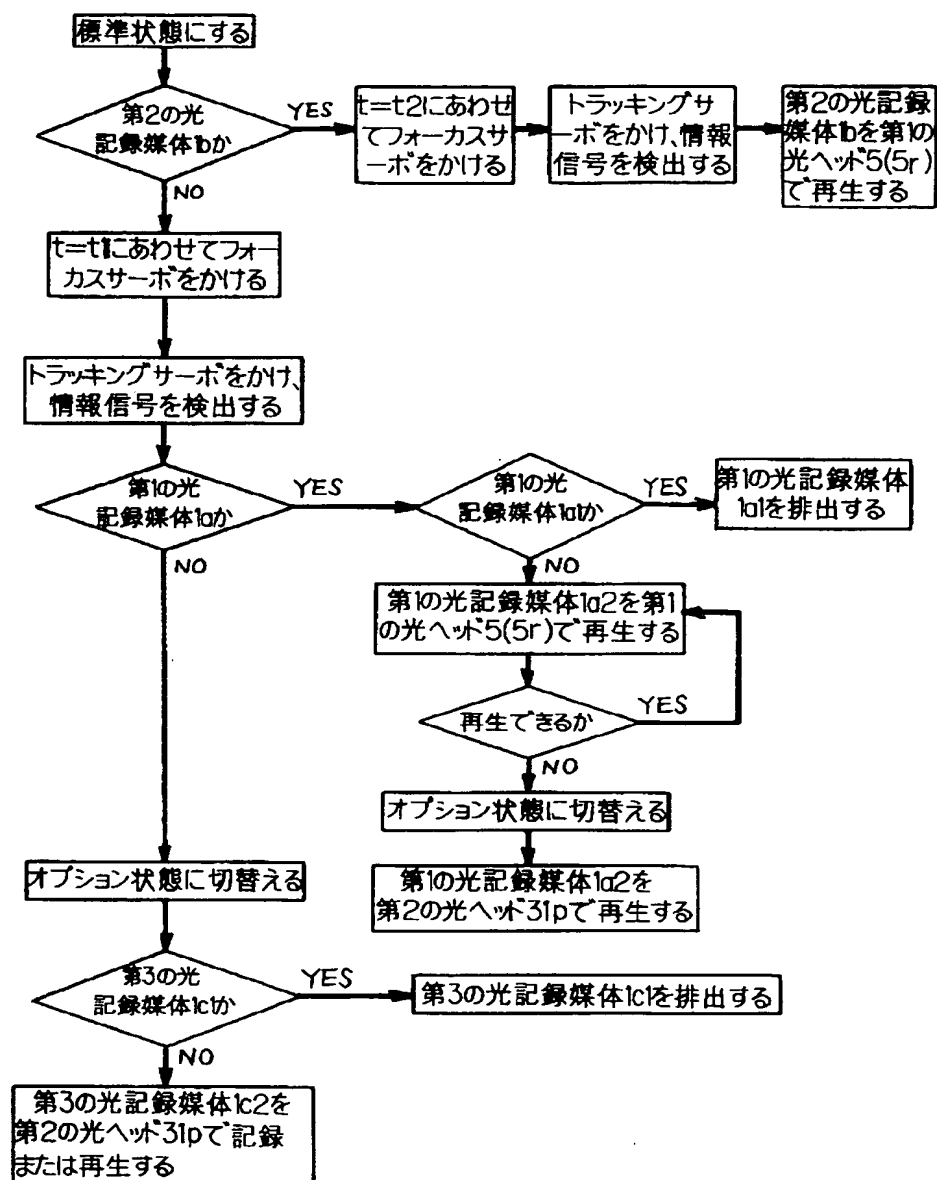 標準状態にする
第2の光
記録媒体1bか
YES
t=t2にあわせ
てフォーカスサ
ーボをかける
トラッキングサ
ーボをかけ、情報
信号を検出する
第2の光記録
媒体1bを第1の
光ヘッド5(5r)
で再生する
NO
t=t1にあわせてフォー
カスサーボをかける
トラッキングサーボをかけ、
情報信号を検出する
第1の光
記録媒体1aか
YES
第1の光
記録媒体1a1か
YES
第1の光記録媒体
1a1を排出する
NO
NO
第1の光記録媒体1a2を第1
の光ヘッド5(5r)で再生する
再生できるか
YES
NO
オプション状態に切替える
第1の光記録媒体1a2を
第2の光ヘッド31pで再生する
オプション状態に切替える
第3の光
記録媒体1c1か
YES
第3の光記録媒体1c1を排出する
NO
第3の光記録媒体1c2を
第2の光ヘッド31pで記録
または再生する